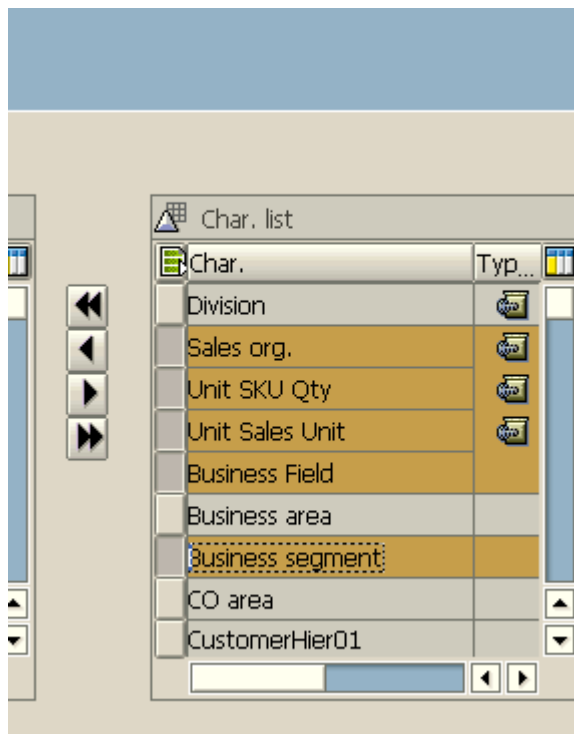 Char. list
Char. Typ...
Division
Sales org.
Unit SKU Qty
Unit Sales Unit
Business Field
Business area
Business segment
CO area
CustomerHier01